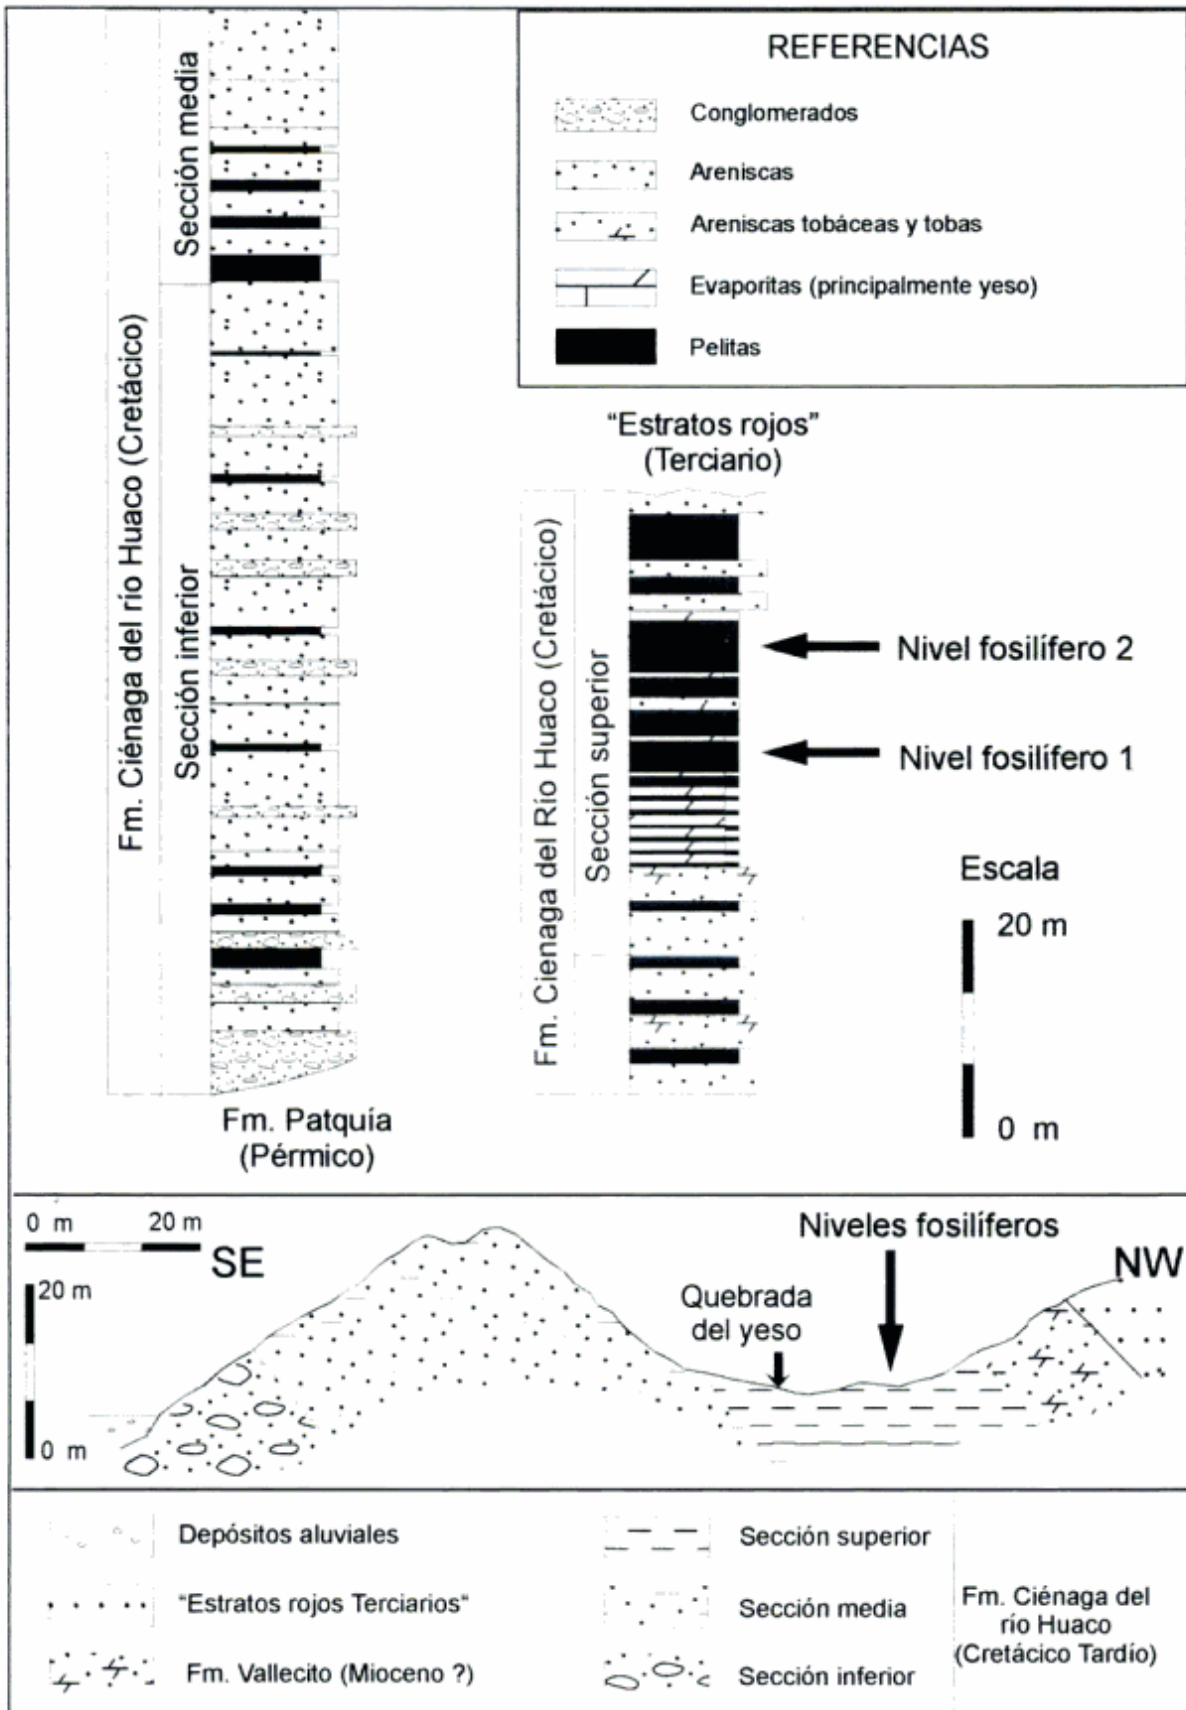 REFERENCIAS
Conglomerados
Areniscas
Areniscas tobáceas y tobas
Evaporitas (principalmente yeso)
Pelitas
Fm. Ciénaga del río Huaco (Cretácico)
Sección media
Sección inferior
Fm. Patquía
(Pérmico)
"Estratos rojos"
(Terciario)
Fm. Cienaga del Río Huaco (Cretácico)
Sección superior
Nivel fosilífero 2
Nivel fosilífero 1
Escala
20 m
0 m
0 m 20 m
SE
20 m
0 m
Quebrada
del yeso
Niveles fosilíferos
NW
Depósitos aluviales
"Estratos rojos Terciarios"
Fm. Vallecito (Mioceno ?)
Sección superior
Sección media
Sección inferior
Fm. Ciénaga del
río Huaco
(Cretácico Tardío)